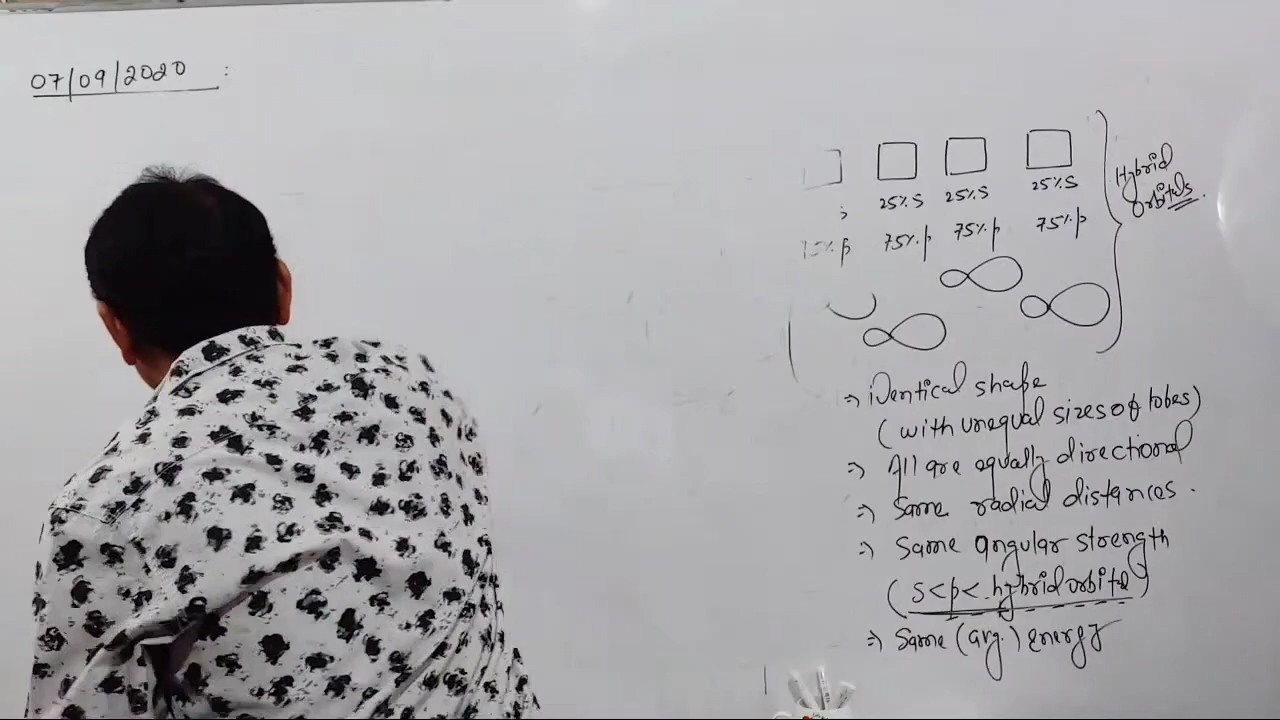 07/09/2020 :
25%S 25%S 25%S
75%p 75%p 75%p
Hybrid
orbitals.
=> identical shape
(with unequal sizes of lobes)
=> All are equally directional
=> Same radial distances.
=> Same angular strength
(s<p< hybrid orbital)
=> Same (avg.) energy